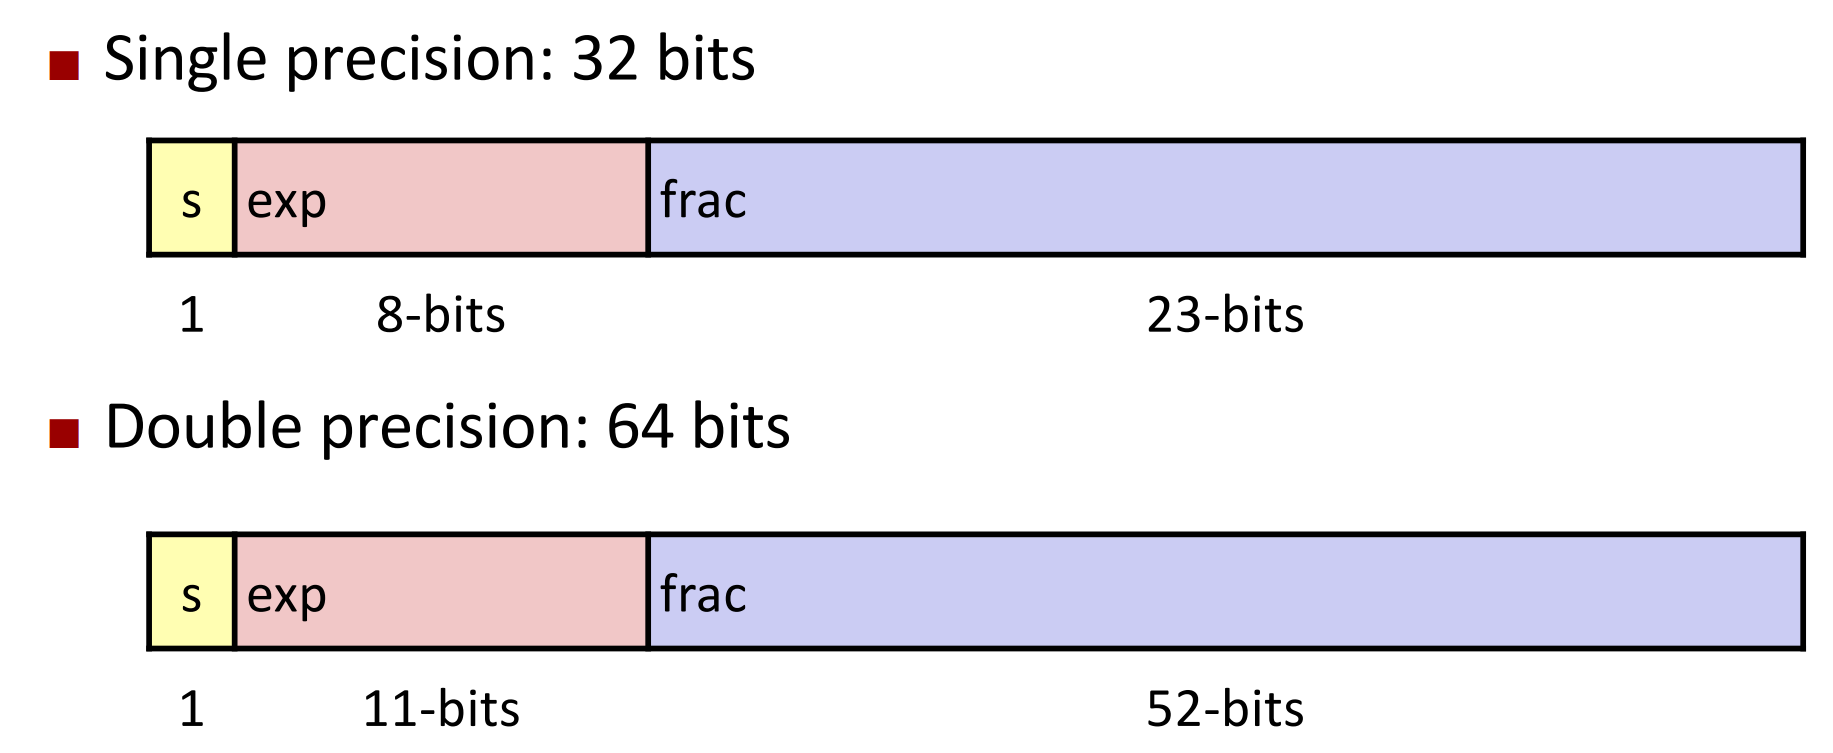 Single precision: 32 bits
s exp frac
1 8-bits 23-bits
Double precision: 64 bits
s exp frac
1 11-bits 52-bits